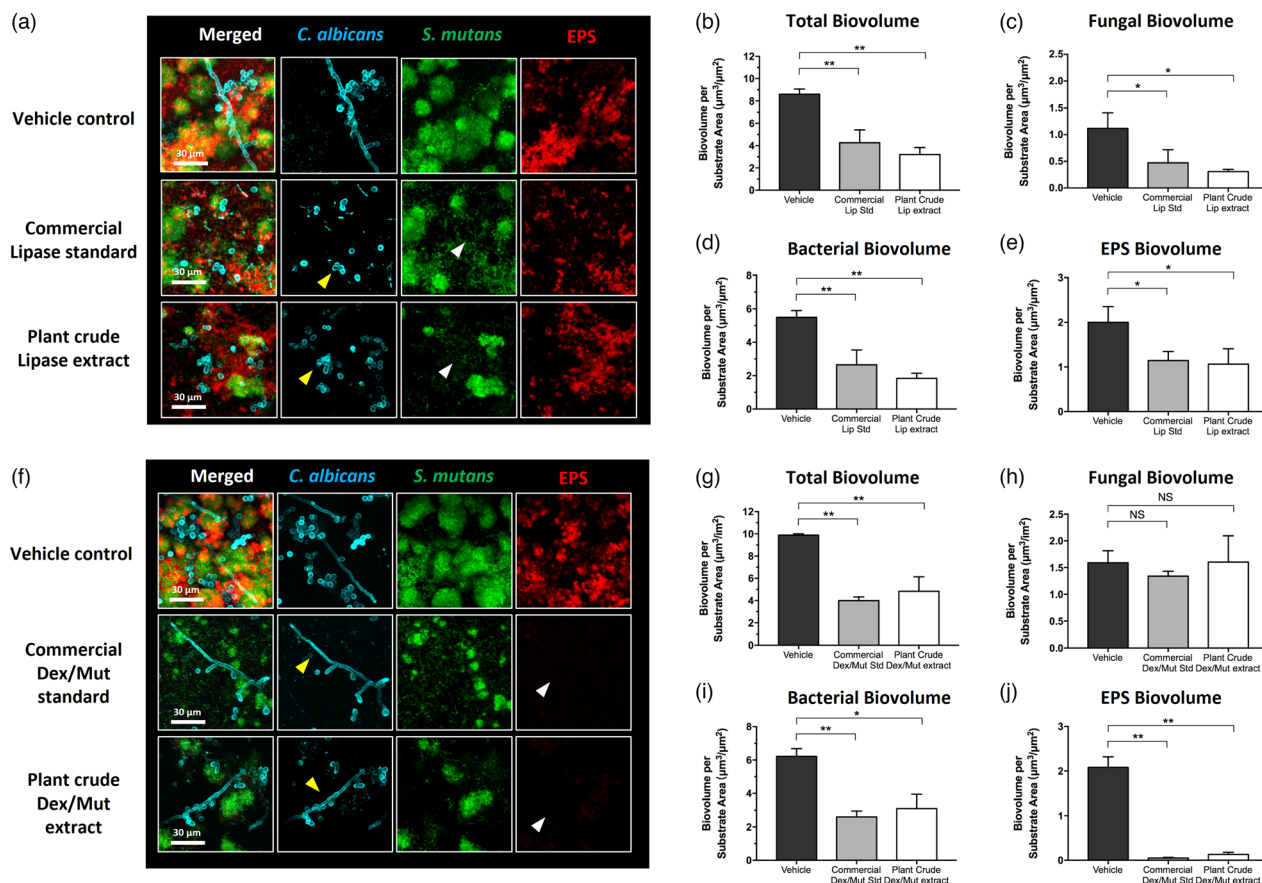 (a)
Merged
C. albicans
S. mutans
EPS
Vehicle control
30 µm
Commercial
Lipase standard
30 µm
Plant crude
Lipase extract
30 µm
(b)
Total Biovolume
Biovolume per
Substrate Area (µm³/µm²)
12
10
8
6
4
2
0
**
**
Vehicle
Commercial
Lip Std
Plant Crude
Lip extract
(c)
Fungal Biovolume
Biovolume per
Substrate Area (µm³/µm²)
2.5
2.0
1.5
1.0
0.5
0.0
*
*
Vehicle
Commercial
Lip Std
Plant Crude
Lip extract
(d)
Bacterial Biovolume
Biovolume per
Substrate Area (µm³/µm²)
8
6
4
2
0
**
**
Vehicle
Commercial
Lip Std
Plant Crude
Lip extract
(e)
EPS Biovolume
Biovolume per
Substrate Area (µm³/µm²)
3
2
1
0
*
*
Vehicle
Commercial
Lip Std
Plant Crude
Lip extract
(f)
Merged
C. albicans
S. mutans
EPS
Vehicle control
30 µm
Commercial
Dex/Mut
standard
30 µm
Plant crude
Dex/Mut
extract
30 µm
(g)
Total Biovolume
Biovolume per
Substrate Area (µm³/im²)
12
10
8
6
4
2
0
**
**
Vehicle
Commercial
Dex/Mut Std
Plant Crude
Dex/Mut extract
(h)
Fungal Biovolume
Biovolume per
Substrate Area (µm³/im²)
2.5
2.0
1.5
1.0
0.5
0.0
NS
NS
Vehicle
Commercial
Dex/Mut Std
Plant Crude
Dex/Mut extract
(i)
Bacterial Biovolume
Biovolume per
Substrate Area (µm³/µm²)
8
6
4
2
0
*
**
Vehicle
Commercial
Dex/Mut Std
Plant Crude
Dex/Mut extract
(j)
EPS Biovolume
Biovolume per
Substrate Area (µm³/µm²)
3
2
1
0
**
**
Vehicle
Commercial
Dex/Mut Std
Plant Crude
Dex/Mut extract